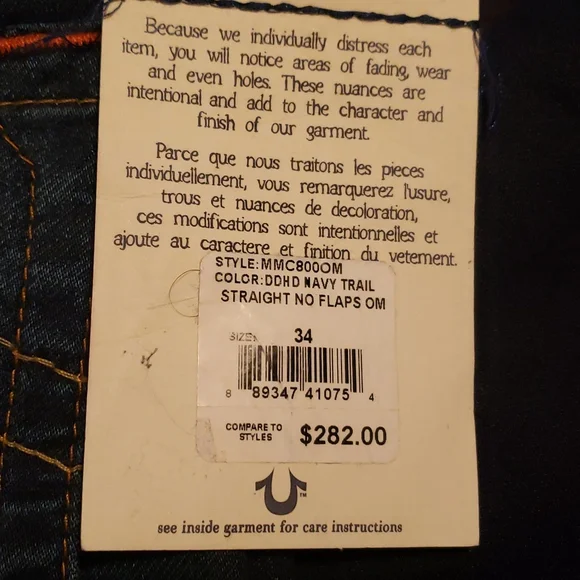 Because we individually distress each
item, you will notice areas of fading, wear
and even holes. These nuances are
intentional and add to the character and
finish of our garment.
Parce que nous traitons les pieces
individuellement, vous remarquerez l'usure,
trous et nuances de decoloration,
ces modifications sont intentionnelles et
ajoute au caractere et finition du vetement.
STYLE:MMC800OM
COLOR:DDHD NAVY TRAIL
STRAIGHT NO FLAPS OM
SIZE: 34
8 89347 41075 4
COMPARE TO
STYLES $282.00
TM
see inside garment for care instructions